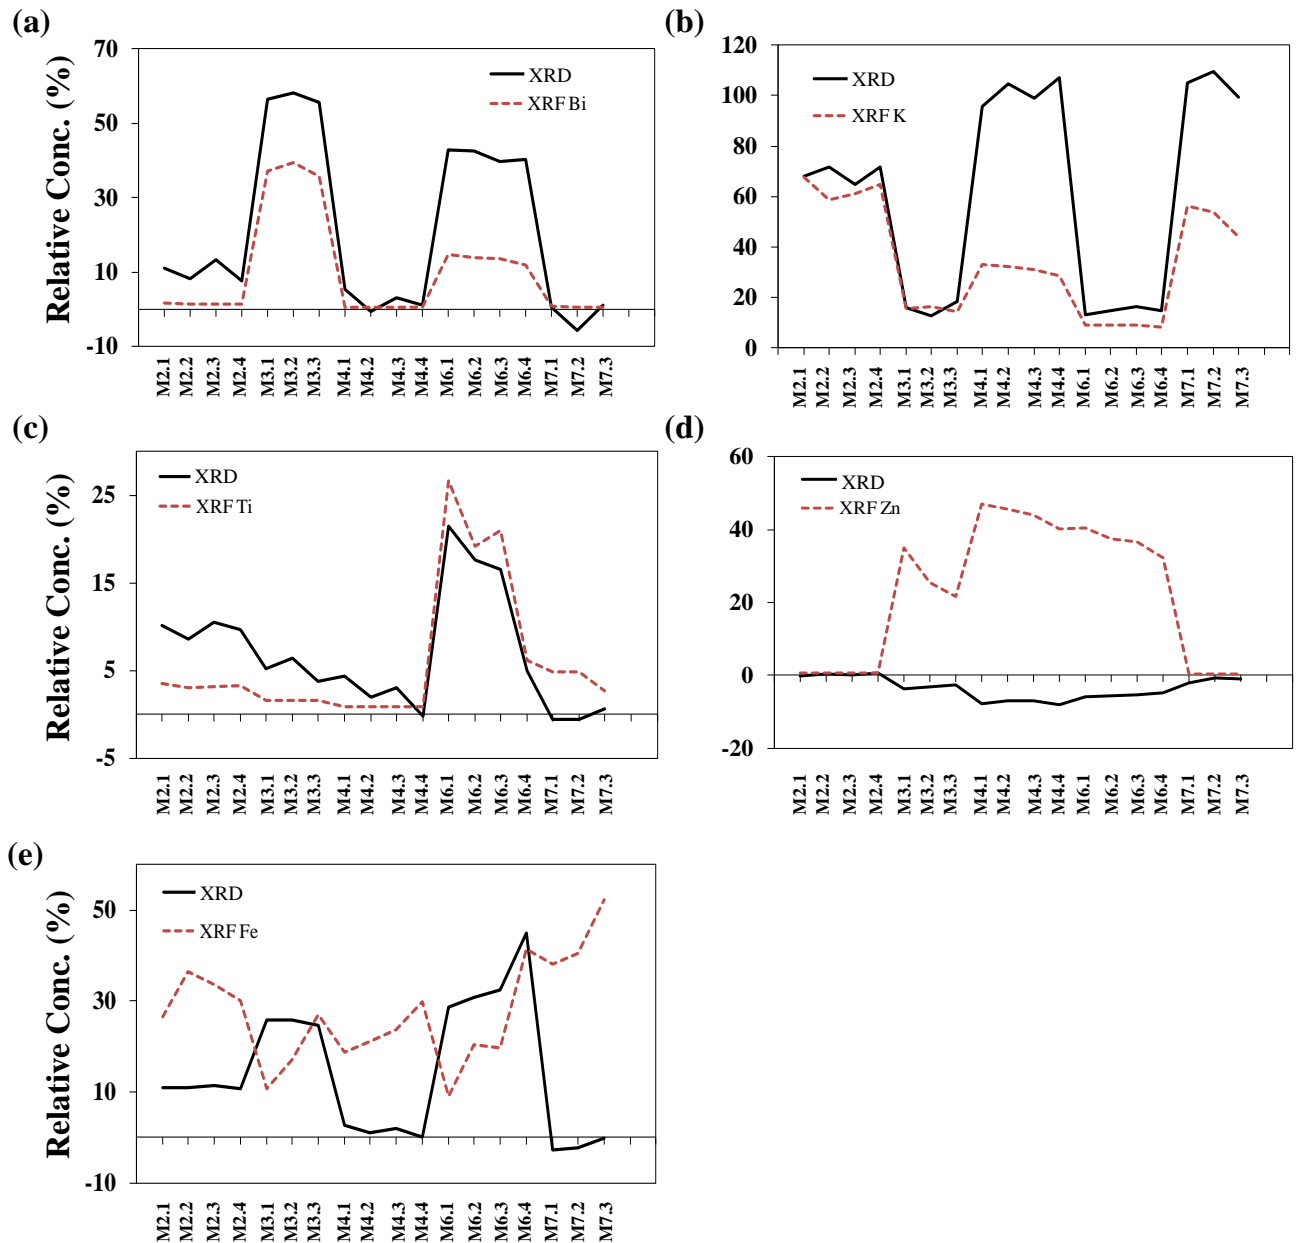 (a)
Relative Conc. (%)
70
50
30
10
-10
XRD
XRF Bi
M2.1 M2.2 M2.3 M2.4 M3.1 M3.2 M3.3 M4.1 M4.2 M4.3 M4.4 M6.1 M6.2 M6.3 M6.4 M7.1 M7.2 M7.3
(b)
120
100
80
60
40
20
0
XRD
XRF K
M2.1 M2.2 M2.3 M2.4 M3.1 M3.2 M3.3 M4.1 M4.2 M4.3 M4.4 M6.1 M6.2 M6.3 M6.4 M7.1 M7.2 M7.3
(c)
Relative Conc. (%)
25
15
5
-5
XRD
XRF Ti
M2.1 M2.2 M2.3 M2.4 M3.1 M3.2 M3.3 M4.1 M4.2 M4.3 M4.4 M6.1 M6.2 M6.3 M6.4 M7.1 M7.2 M7.3
(d)
60
40
20
0
-20
XRD
XRF Zn
M2.1 M2.2 M2.3 M2.4 M3.1 M3.2 M3.3 M4.1 M4.2 M4.3 M4.4 M6.1 M6.2 M6.3 M6.4 M7.1 M7.2 M7.3
(e)
Relative Conc. (%)
50
30
10
-10
XRD
XRF Fe
M2.1 M2.2 M2.3 M2.4 M3.1 M3.2 M3.3 M4.1 M4.2 M4.3 M4.4 M6.1 M6.2 M6.3 M6.4 M7.1 M7.2 M7.3